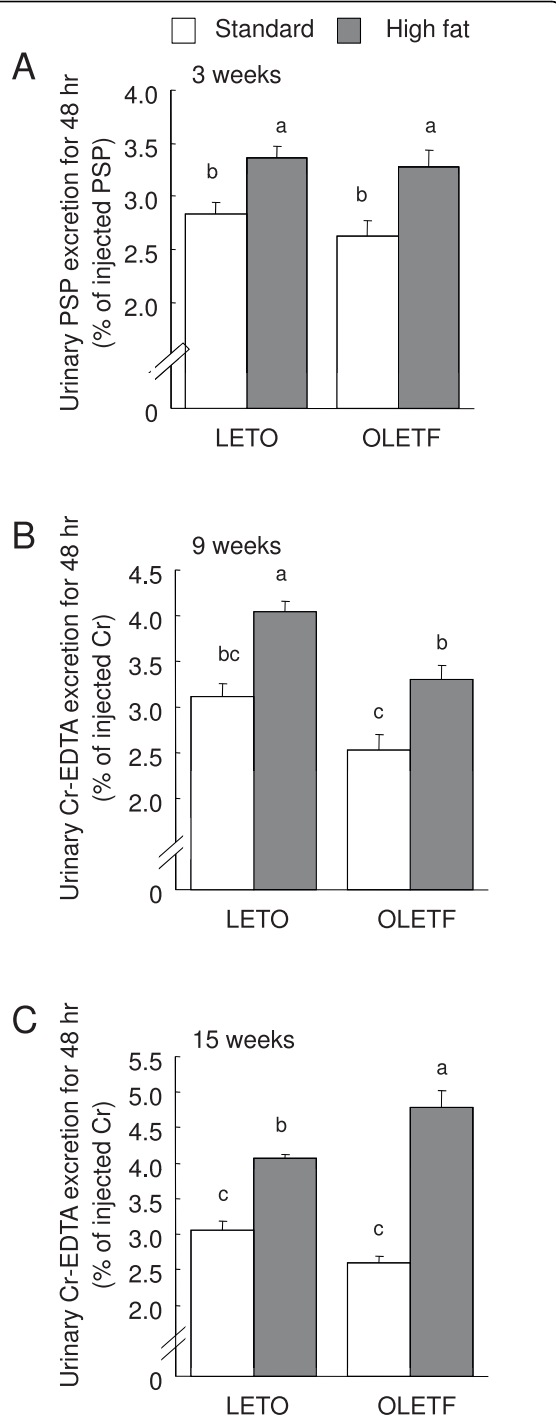 Standard High fat
A
3 weeks
Urinary PSP excretion for 48 hr
(% of injected PSP)
4.0
3.5
3.0
2.5
2.0
0
b
a
b
a
LETO OLETF
B
9 weeks
Urinary Cr-EDTA excretion for 48 hr
(% of injected Cr)
4.5
4.0
3.5
3.0
2.5
2.0
0
bc
a
c
b
LETO OLETF
C
15 weeks
Urinary Cr-EDTA excretion for 48 hr
(% of injected Cr)
5.5
5.0
4.5
4.0
3.5
3.0
2.5
2.0
0
c
b
c
a
LETO OLETF